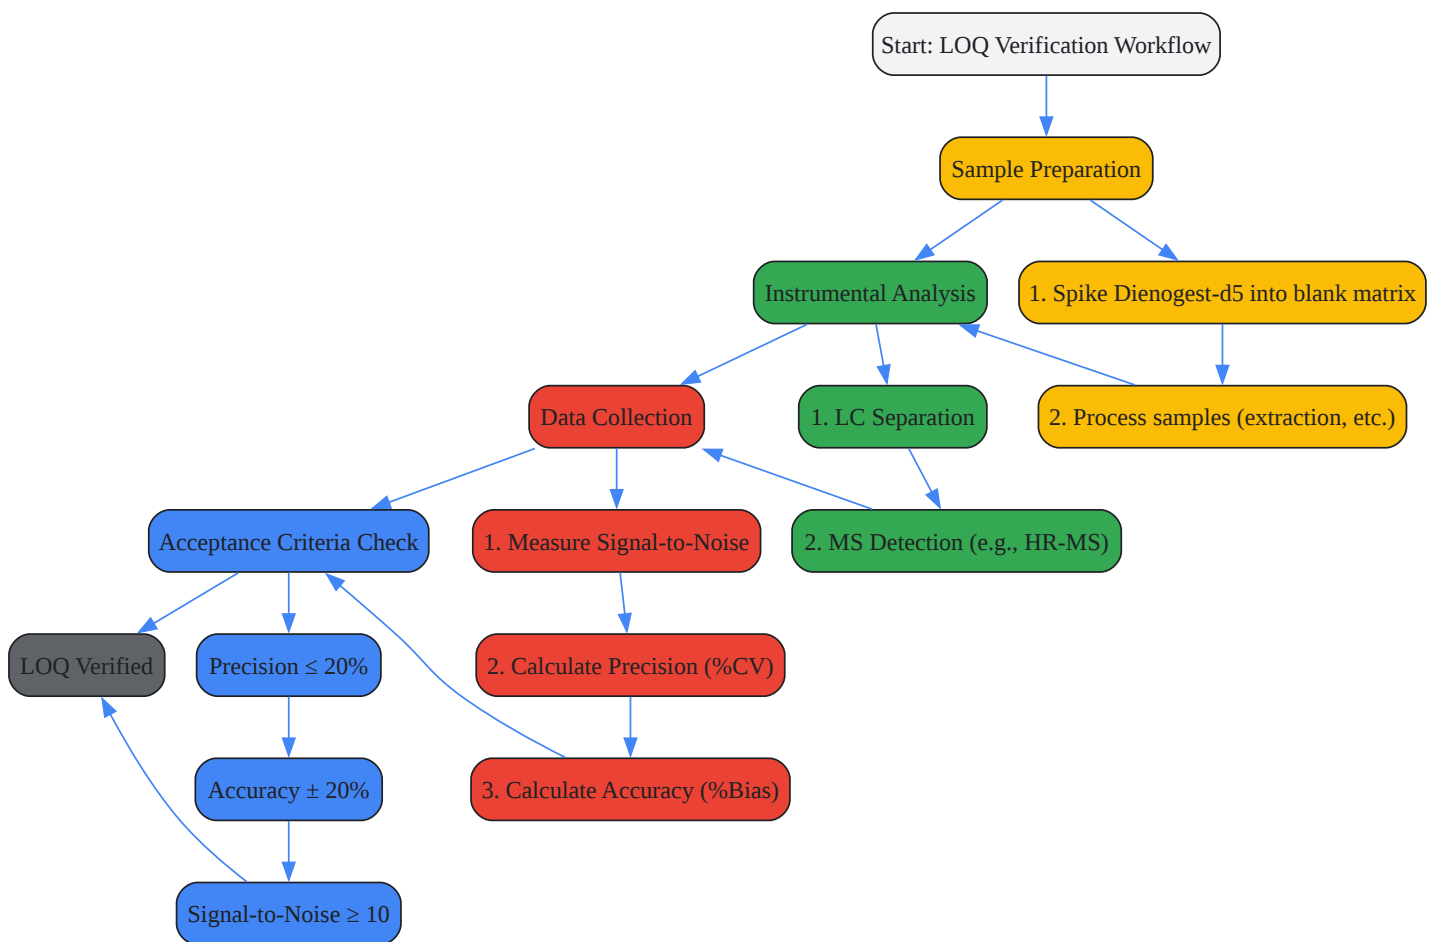 Start: LOQ Verification Workflow
Sample Preparation
Instrumental Analysis
1. Spike Dienogest-d5 into blank matrix
Data Collection
1. LC Separation
2. Process samples (extraction, etc.)
Acceptance Criteria Check
1. Measure Signal-to-Noise
2. MS Detection (e.g., HR-MS)
LOQ Verified
Precision ≤ 20%
2. Calculate Precision (%CV)
Accuracy ± 20%
3. Calculate Accuracy (%Bias)
Signal-to-Noise ≥ 10